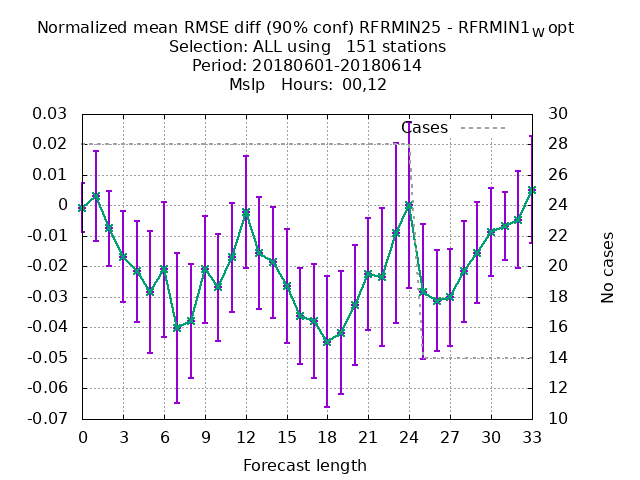 Normalized mean RMSE diff (90% conf) RFRMIN25 - RFRMIN1w opt
Selection: ALL using 151 stations
Period: 20180601-20180614
Mslp Hours: 00,12
Cases
0.03
0.02
0.01
0
-0.01
-0.02
-0.03
-0.04
-0.05
-0.06
-0.07
30
28
26
24
22
20
18
16
14
12
10
No cases
0 3 6 9 12 15 18 21 24 27 30 33
Forecast length